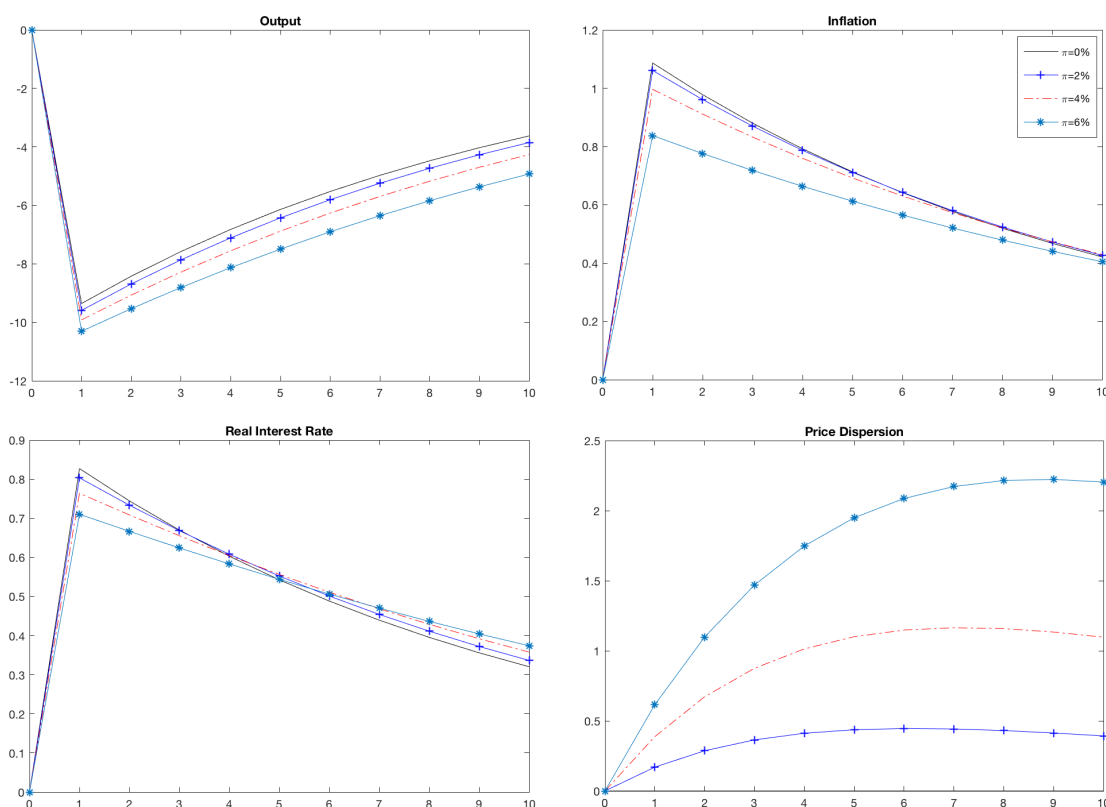 Output
0
-2
-4
-6
-8
-10
-12
0 1 2 3 4 5 6 7 8 9 10
Inflation
1.2
1
0.8
0.6
0.4
0.2
0
0 1 2 3 4 5 6 7 8 9 10
π=0%
π=2%
π=4%
π=6%
Real Interest Rate
0.9
0.8
0.7
0.6
0.5
0.4
0.3
0.2
0.1
0
0 1 2 3 4 5 6 7 8 9 10
Price Dispersion
2.5
2
1.5
1
0.5
0
0 1 2 3 4 5 6 7 8 9 10